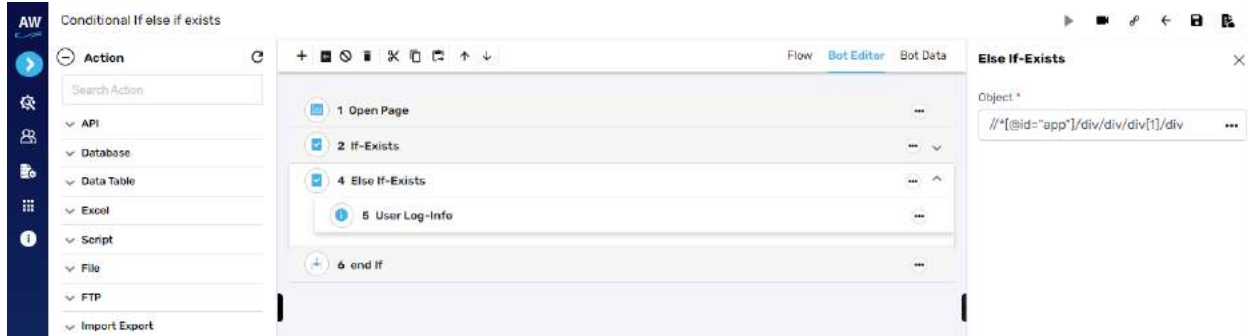 AW
Conditional If else if exists
Action
Search Action
API
Database
Data Table
Excel
Script
File
FTP
Import Export
Flow Bot Editor Bot Data
1 Open Page
2 If-Exists
4 Else If-Exists
5 User Log-Info
6 end If
Else If-Exists
Object *
//*[@id="app"]/div/div/div[1]/div